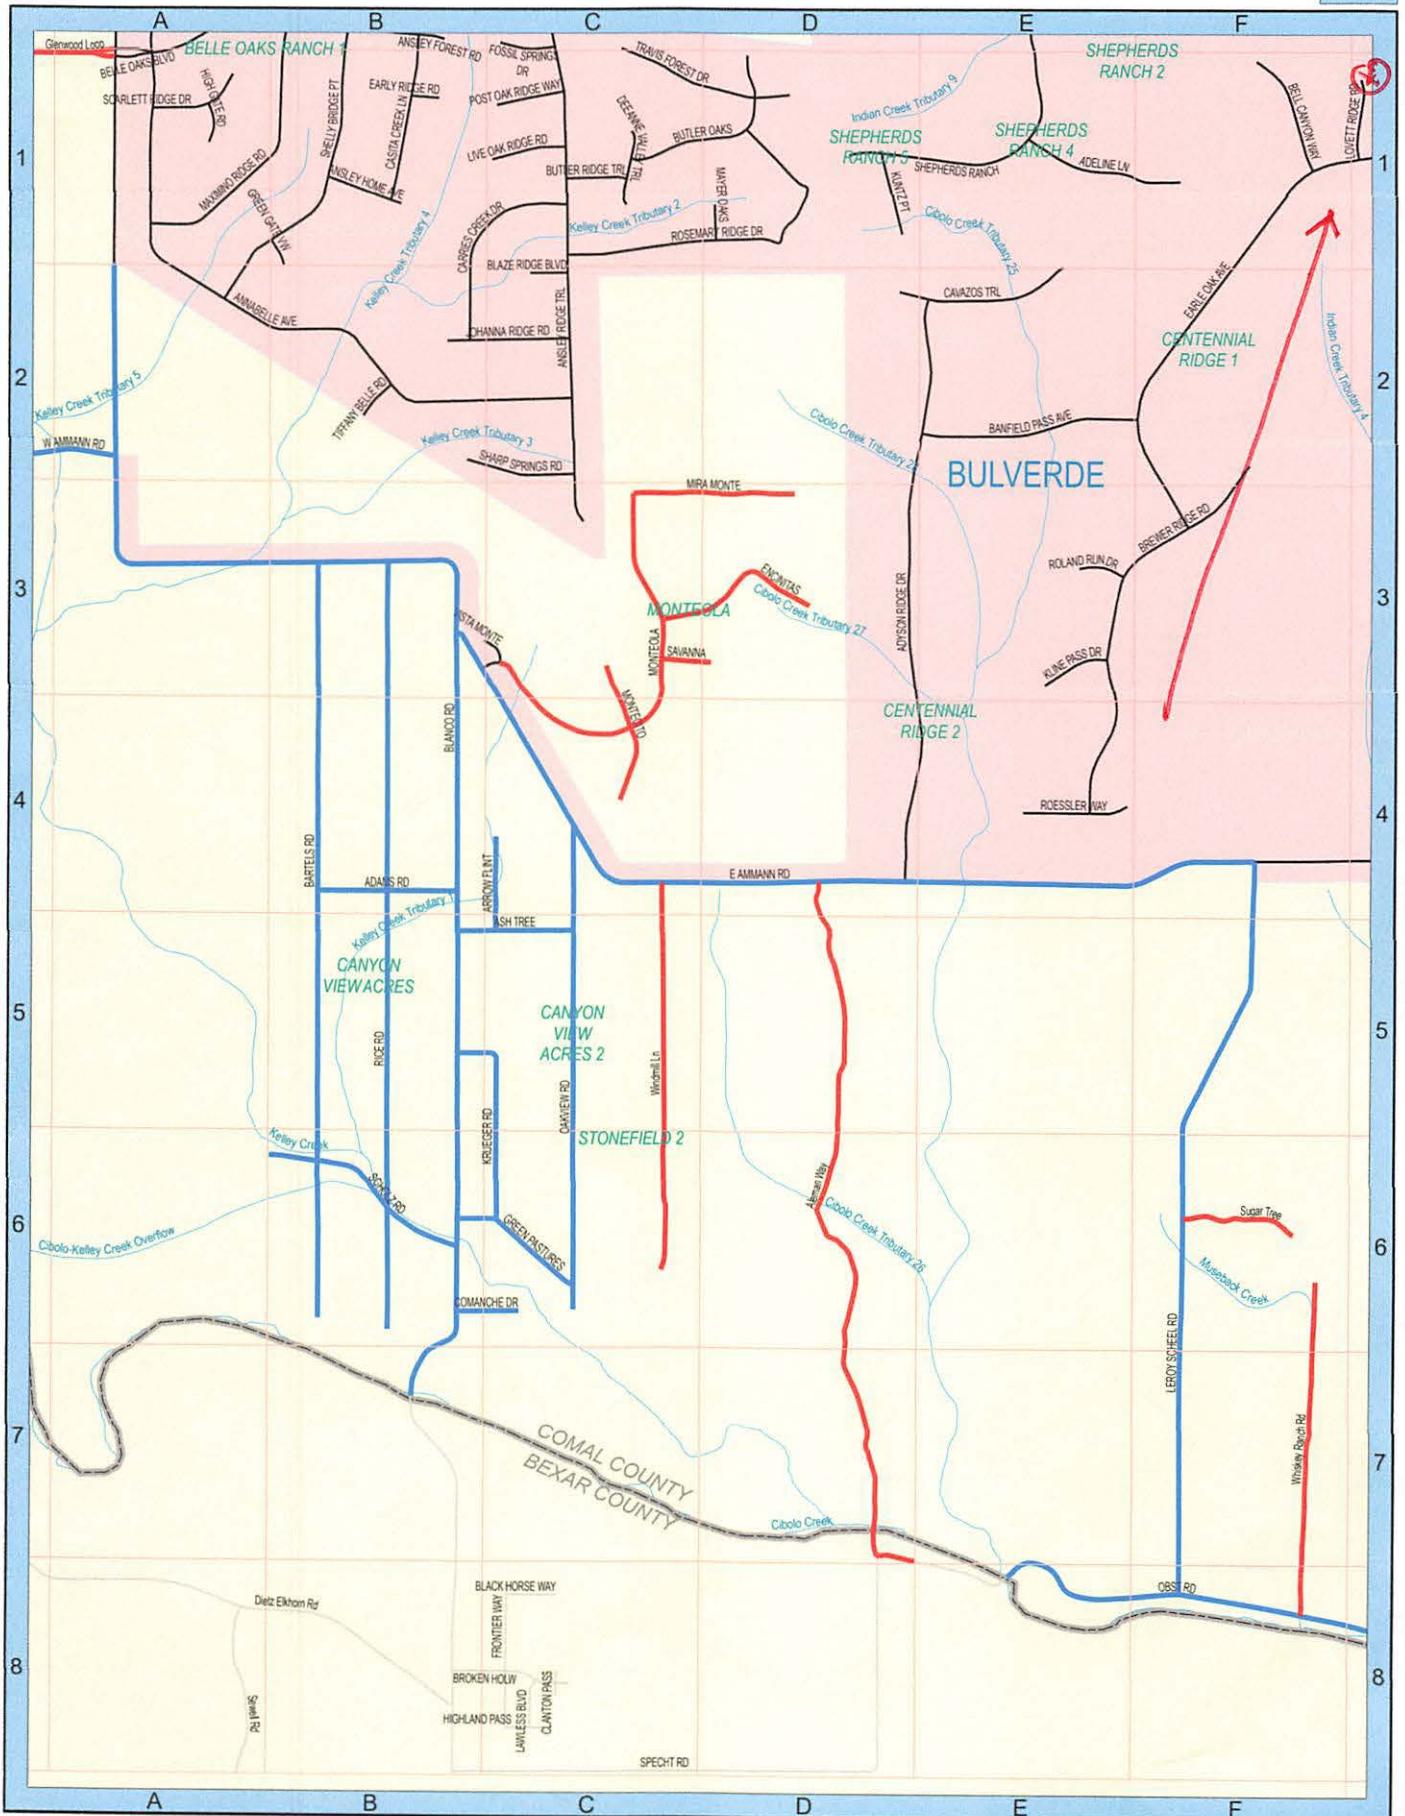 A B C D E F
Glenwood Loop
BELLE OAKS RANCH 1
ANSLEY FOREST RD
FOSSIL SPRINGS
DR
TRAVIS FOREST DR
SHEPHERDS
RANCH 2
BELLE OAKS BLVD
HIGH GATE RD
SCARLETT RIDGE DR
SHELLY BRIDGE PT
EARLY RIDGE RD
CASITA CREEK LN
POST OAK RIDGE WAY
DEEANNE
VALLEY TRL
Indian Creek Tributary 9
BELL CANYON WAY
LOVETT RIDGE
1
LIVE OAK RIDGE RD
BUTLER OAKS
SHEPHERDS
RANCH 5
SHEPHERDS
RANCH 4
ADELINE LN
1
MAXIMINO RIDGE RD
ANSLEY HOME AVE
BUTLER RIDGE TRL
MAYER OAKS
SHEPHERDS RANCH
KUNTZ PT
GREEN GATE VW
Kelley Creek Tributary 4
CARRIES CREEK DR
Kelley Creek Tributary 2
ROSEMARY RIDGE DR
Cibolo Creek Tributary 25
BLAZE RIDGE BLVD
ANNABELLE AVE
CAVAZOS TRL
EARLE OAK AVE
JOHANNA RIDGE RD
ANSLEY RIDGE TRL
CENTENNIAL
RIDGE 1
Indian Creek Tributary 4
2
Kelley Creek Tributary 5
TIFFANY BELLE RD
2
W AMMANN RD
Kelley Creek Tributary 3
Cibolo Creek Tributary
BANFIELD PASS AVE
SHARP SPRINGS RD
BULVERDE
MIRA MONTE
BREWER RIDGE RD
ROLAND RUN DR
3
ENCINITAS
3
MONTEOLA
Cibolo Creek Tributary 27
ADYSON RIDGE DR
VISTA MONTE
MONTEOLA
SAVANNA
KLINE PASS DR
MONTECITO
CENTENNIAL
RIDGE 2
BLANCO RD
4
ROESSLER WAY
4
BARTELS RD
ARROW FLINT
E AMMANN RD
ADAMS RD
Kelley Creek Tributary 1
ASH TREE
CANYON
VIEW ACRES
5
CANYON
VIEW
ACRES 2
5
RICE RD
Windmill Ln
OAKVIEW RD
KRUEGER RD
STONEFIELD 2
Kelley Creek
SCHOLZ RD
Ammann Way
Cibolo Creek Tributary 26
6
GREEN PASTURES
Sugar Tree
6
Cibolo-Kelley Creek Overflow
Museback Creek
COMANCHE DR
LEROY SCHEEL RD
7
COMAL COUNTY
BEXAR COUNTY
Whiskey Ranch Rd
7
Cibolo Creek
BLACK HORSE WAY
OBST RD
Dietz Elkhorn Rd
FRONTIER WAY
8
BROKEN HOLW
8
HIGHLAND PASS
LAWLESS BLVD
CLANTON PASS
SPECHT RD
A B C D E F